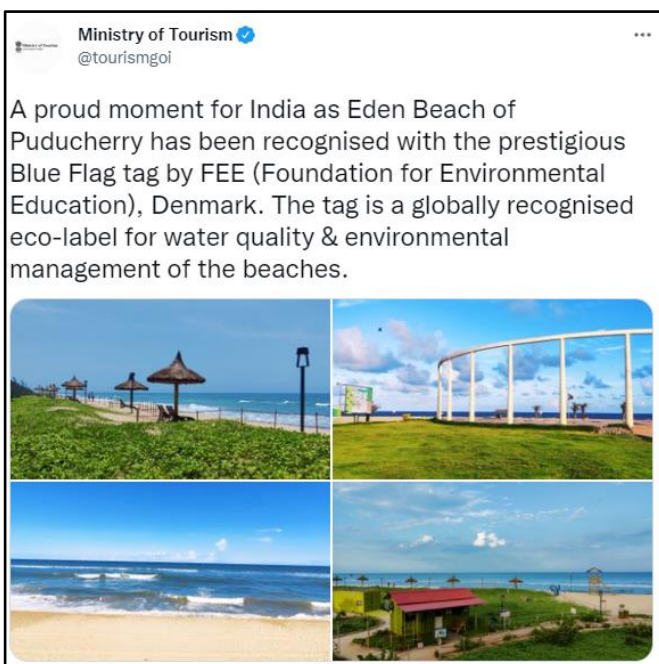 Ministry of Tourism
@tourismgoi
A proud moment for India as Eden Beach of
Puducherry has been recognised with the prestigious
Blue Flag tag by FEE (Foundation for Environmental
Education), Denmark. The tag is a globally recognised
eco-label for water quality & environmental
management of the beaches.